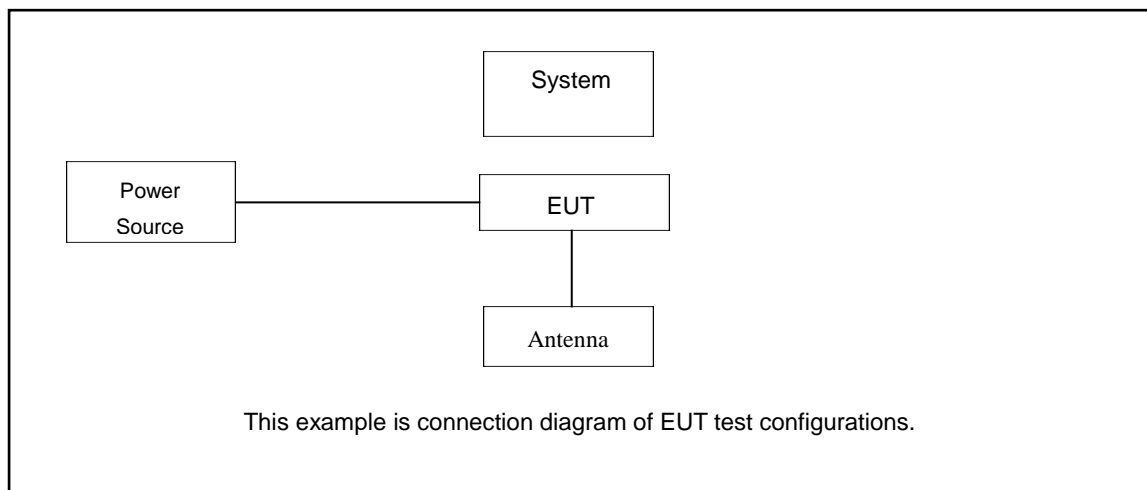 System
Power
Source
EUT
Antenna
This example is connection diagram of EUT test configurations.